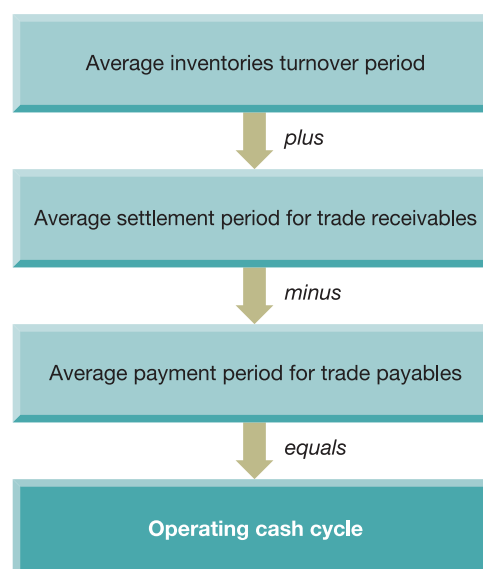 Average inventories turnover period
plus
Average settlement period for trade receivables
minus
Average payment period for trade payables
equals
Operating cash cycle